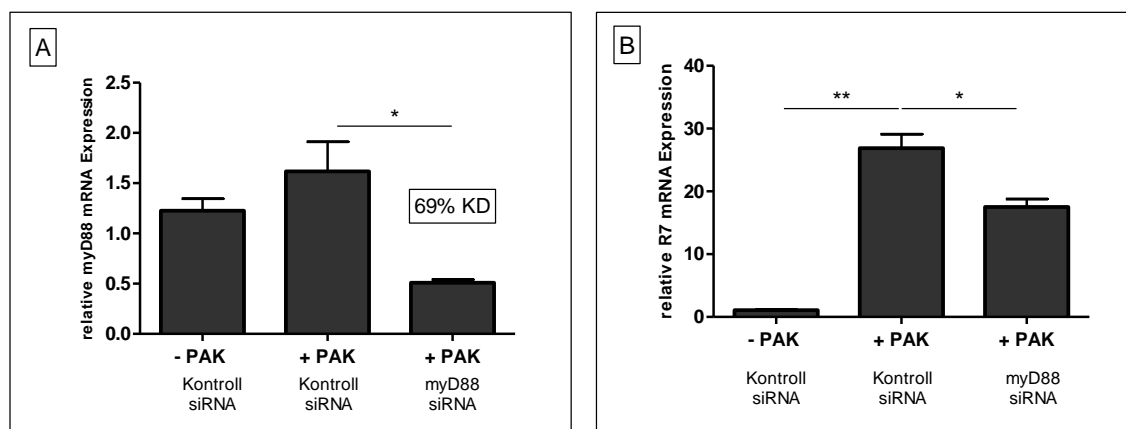 A
relative myD88 mRNA Expression
2.5
2.0
1.5
1.0
0.5
0.0
*
69% KD
- PAK + PAK + PAK
Kontroll Kontroll myD88
siRNA siRNA siRNA
B
relative R7 mRNA Expression
40
30
20
10
0
** *
- PAK + PAK + PAK
Kontroll Kontroll myD88
siRNA siRNA siRNA